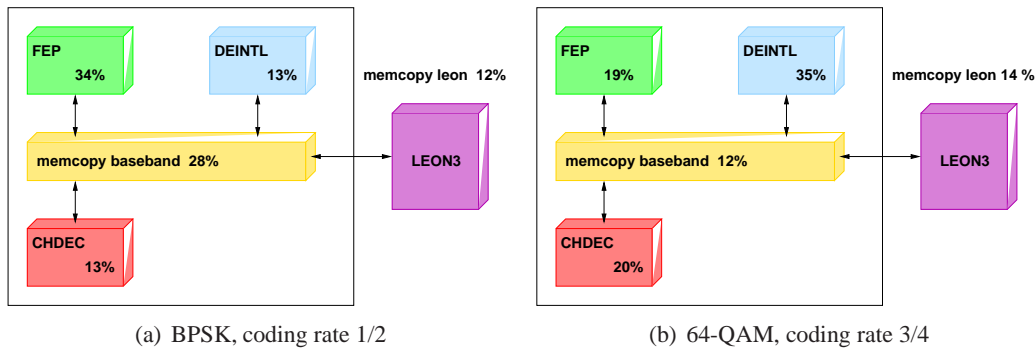 FEP
34%
DEINTL
13%
memcopy leon 12%
memcopy baseband 28%
LEON3
CHDEC
13%
(a) BPSK, coding rate 1/2
FEP
19%
DEINTL
35%
memcopy leon 14 %
memcopy baseband 12%
LEON3
CHDEC
20%
(b) 64-QAM, coding rate 3/4